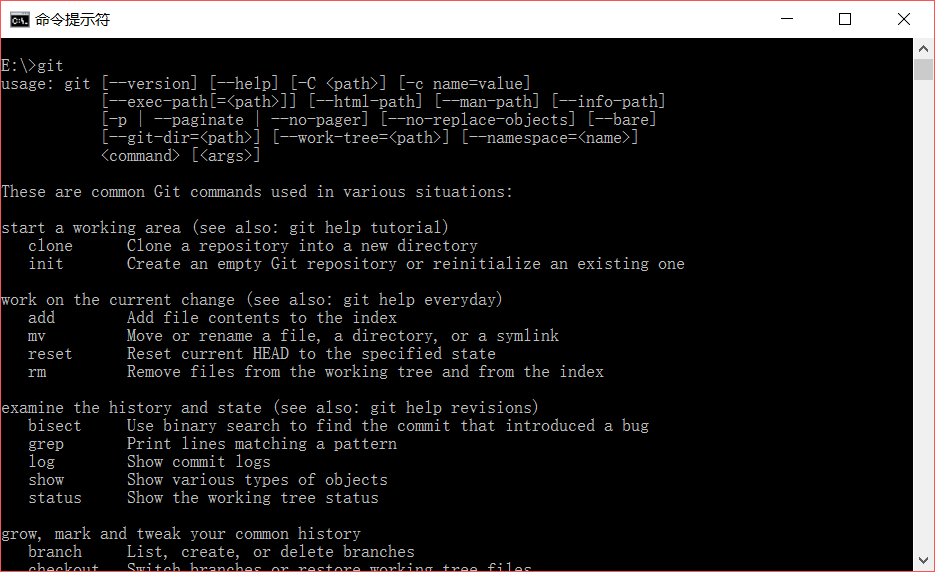 命令提示符
E:\>git
usage: git [--version] [--help] [-C <path>] [-c name=value]
[--exec-path[=<path>]] [--html-path] [--man-path] [--info-path]
[-p | --paginate | --no-pager] [--no-replace-objects] [--bare]
[--git-dir=<path>] [--work-tree=<path>] [--namespace=<name>]
<command> [<args>]
These are common Git commands used in various situations:
start a working area (see also: git help tutorial)
clone Clone a repository into a new directory
init Create an empty Git repository or reinitialize an existing one
work on the current change (see also: git help everyday)
add Add file contents to the index
mv Move or rename a file, a directory, or a symlink
reset Reset current HEAD to the specified state
rm Remove files from the working tree and from the index
examine the history and state (see also: git help revisions)
bisect Use binary search to find the commit that introduced a bug
grep Print lines matching a pattern
log Show commit logs
show Show various types of objects
status Show the working tree status
grow, mark and tweak your common history
branch List, create, or delete branches
checkout Switch branches or restore working tree files